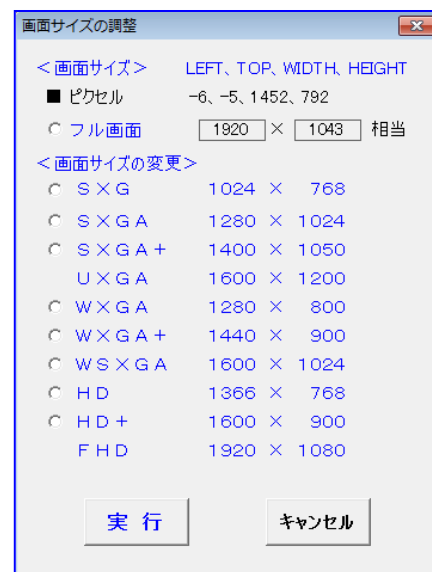 画面サイズの調整
＜画面サイズ＞ LEFT、TOP、WIDTH、HEIGHT
■ ピクセル -6、-5、1452、792
フル画面 1920 × 1043 相当
＜画面サイズの変更＞
ＳＸＧ 1024 × 768
ＳＸＧＡ 1280 × 1024
ＳＸＧＡ＋ 1400 × 1050
ＵＸＧＡ 1600 × 1200
ＷＸＧＡ 1280 × 800
ＷＸＧＡ＋ 1440 × 900
ＷＳＸＧＡ 1600 × 1024
ＨＤ 1366 × 768
ＨＤ＋ 1600 × 900
ＦＨＤ 1920 × 1080
実 行 キャンセル